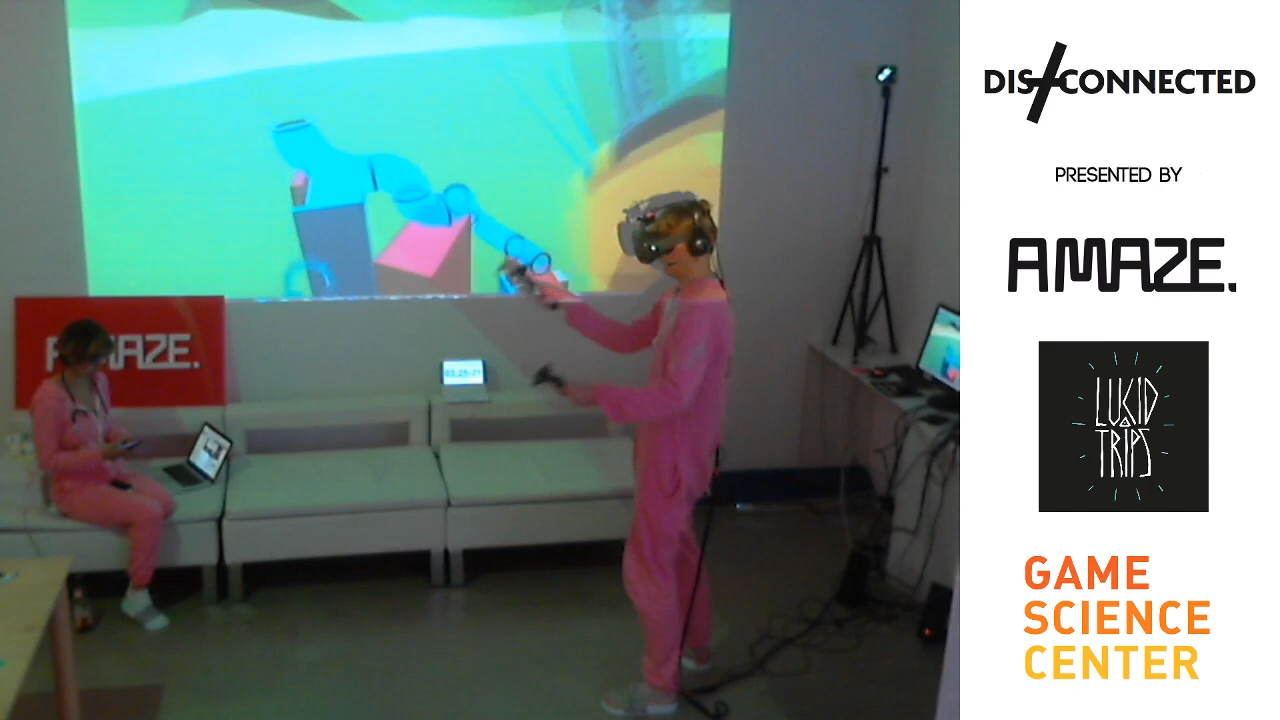 AMAZE.
DIS/CONNECTED
PRESENTED BY
AMAZE.
LUCID
TRIPS
GAME
SCIENCE
CENTER